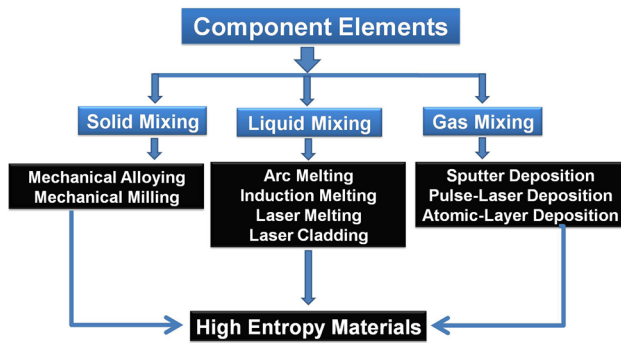 Component Elements
Solid Mixing
Liquid Mixing
Gas Mixing
Mechanical Alloying
Mechanical Milling
Arc Melting
Induction Melting
Laser Melting
Laser Cladding
Sputter Deposition
Pulse-Laser Deposition
Atomic-Layer Deposition
High Entropy Materials